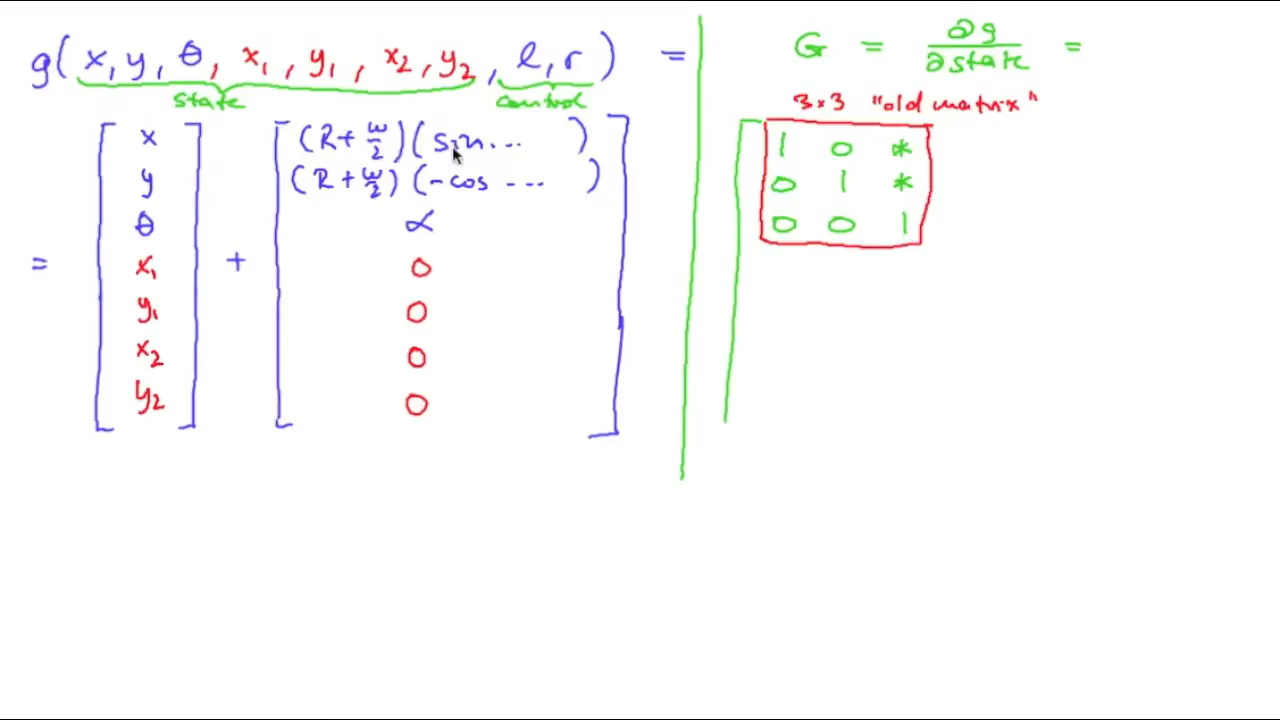 g( x, y, θ, x₁, y₁, x₂, y₂, l, r ) =
state control
= [ x y θ x₁ y₁ x₂ y₂ ] + [ (R + w/2)(sin ... )
(R + w/2)(-cos ... )
α
0
0
0
0 ]
G = ∂g/∂state =
3×3 "old matrix"
1 0 *
0 1 *
0 0 1